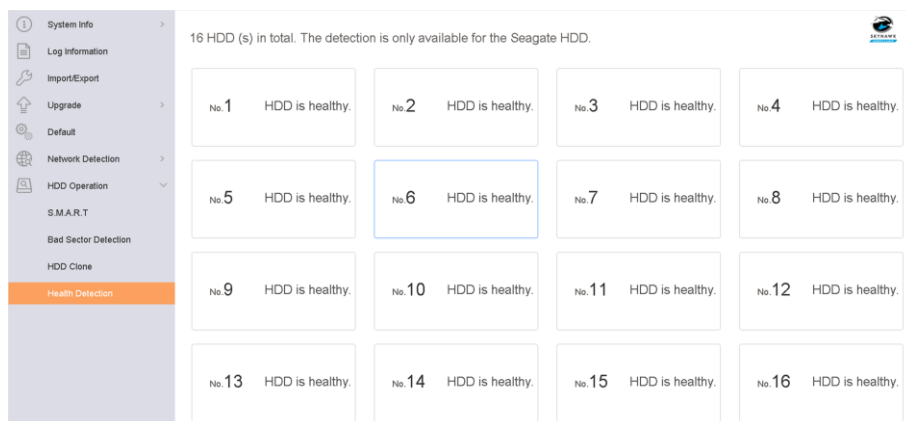 System Info
Log Information
Import/Export
Upgrade
Default
Network Detection
HDD Operation
S.M.A.R.T
Bad Sector Detection
HDD Clone
Health Detection
16 HDD (s) in total. The detection is only available for the Seagate HDD.
SKYHAWK
No.1 HDD is healthy.
No.2 HDD is healthy.
No.3 HDD is healthy.
No.4 HDD is healthy.
No.5 HDD is healthy.
No.6 HDD is healthy.
No.7 HDD is healthy.
No.8 HDD is healthy.
No.9 HDD is healthy.
No.10 HDD is healthy.
No.11 HDD is healthy.
No.12 HDD is healthy.
No.13 HDD is healthy.
No.14 HDD is healthy.
No.15 HDD is healthy.
No.16 HDD is healthy.